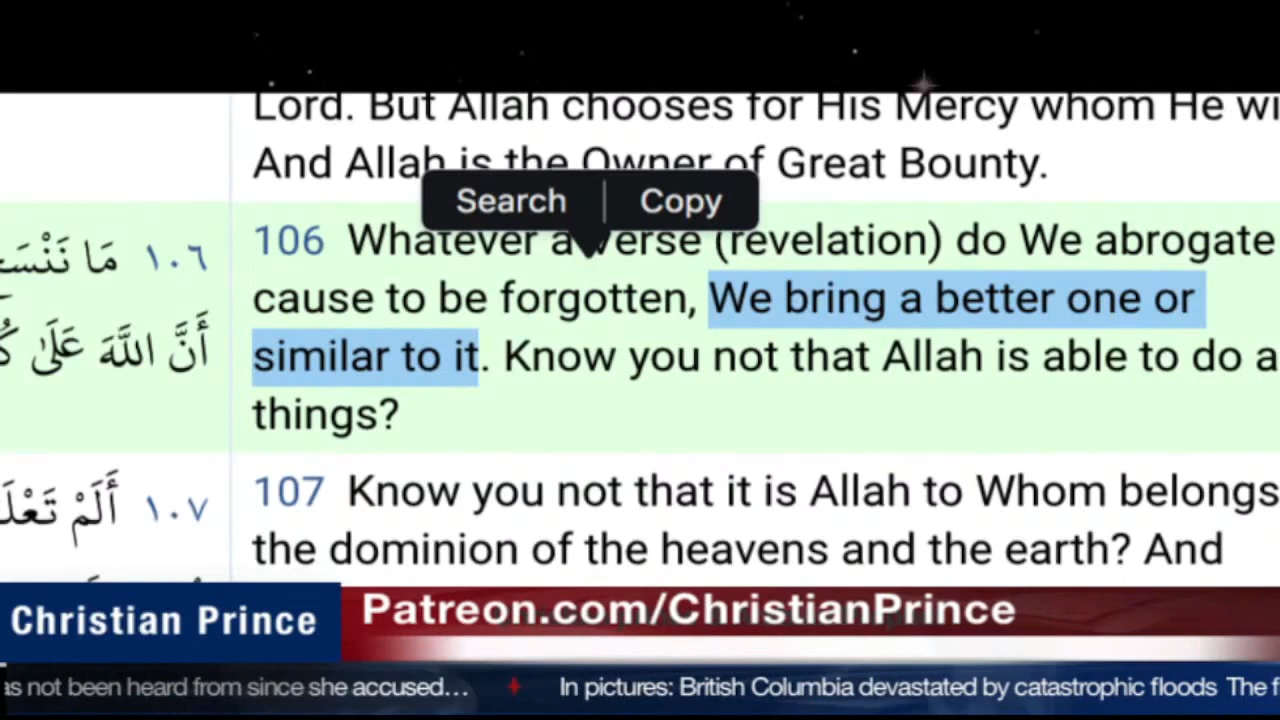 Lord. But Allah chooses for His Mercy whom He wi
And Allah is the Owner of Great Bounty.
Search | Copy
مَا نَنْسَخ ١٠٦
106 Whatever a verse (revelation) do We abrogate
cause to be forgotten, We bring a better one or
أَنَّ اللَّهَ عَلَىٰ كُ
similar to it. Know you not that Allah is able to do a
things?
أَلَمْ تَعْلَ ١٠٧
107 Know you not that it is Allah to Whom belongs
the dominion of the heavens and the earth? And
Christian Prince
Patreon.com/ChristianPrince
as not been heard from since she accused... In pictures: British Columbia devastated by catastrophic floods The f